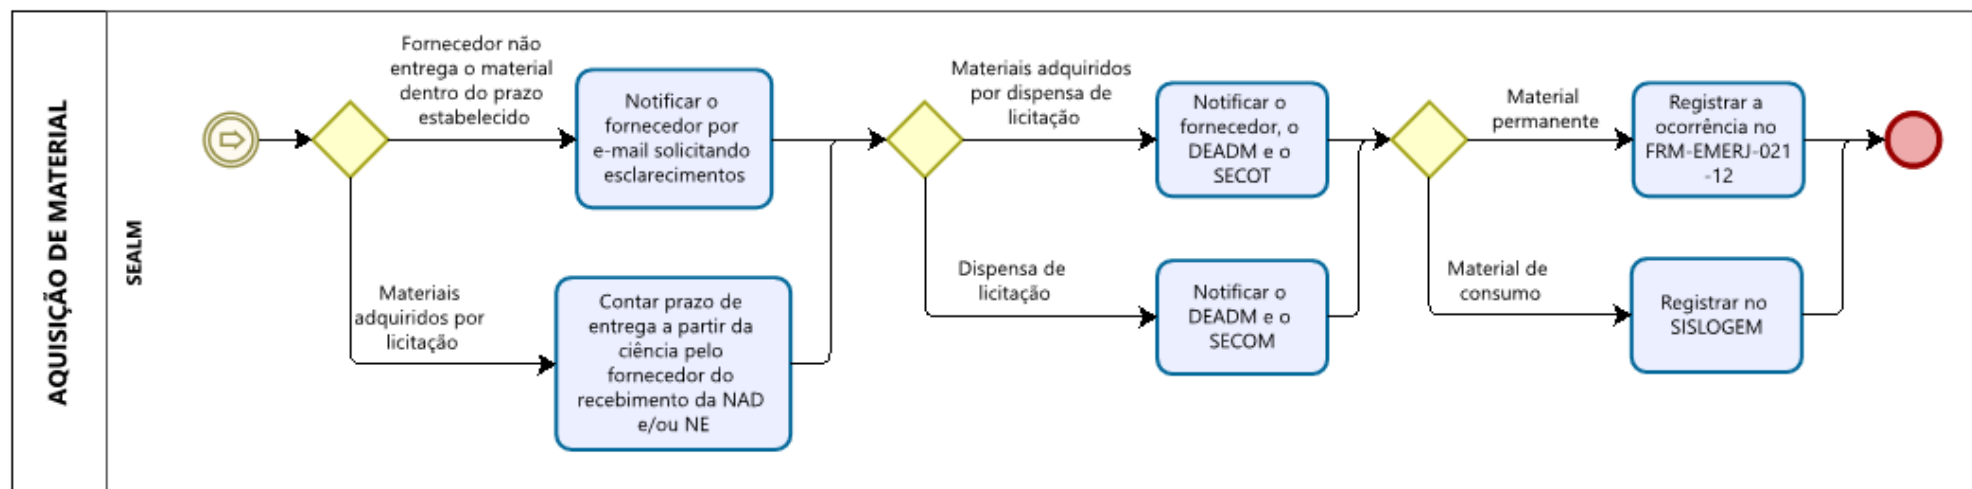 AQUISIÇÃO DE MATERIAL
SEALM
Fornecedor não
entrega o material
dentro do prazo
estabelecido
Notificar o
fornecedor por
e-mail solicitando
esclarecimentos
Materiais
adquiridos por
licitação
Contar prazo de
entrega a partir da
ciência pelo
fornecedor do
recebimento da NAD
e/ou NE
Materiais adquiridos
por dispensa de
licitação
Notificar o
fornecedor, o
DEADM e o
SECOT
Dispensa de
licitação
Notificar o
DEADM e o
SECOM
Material
permanente
Registrar a
ocorrência no
FRM-EMERJ-021
-12
Material de
consumo
Registrar no
SISLOGEM